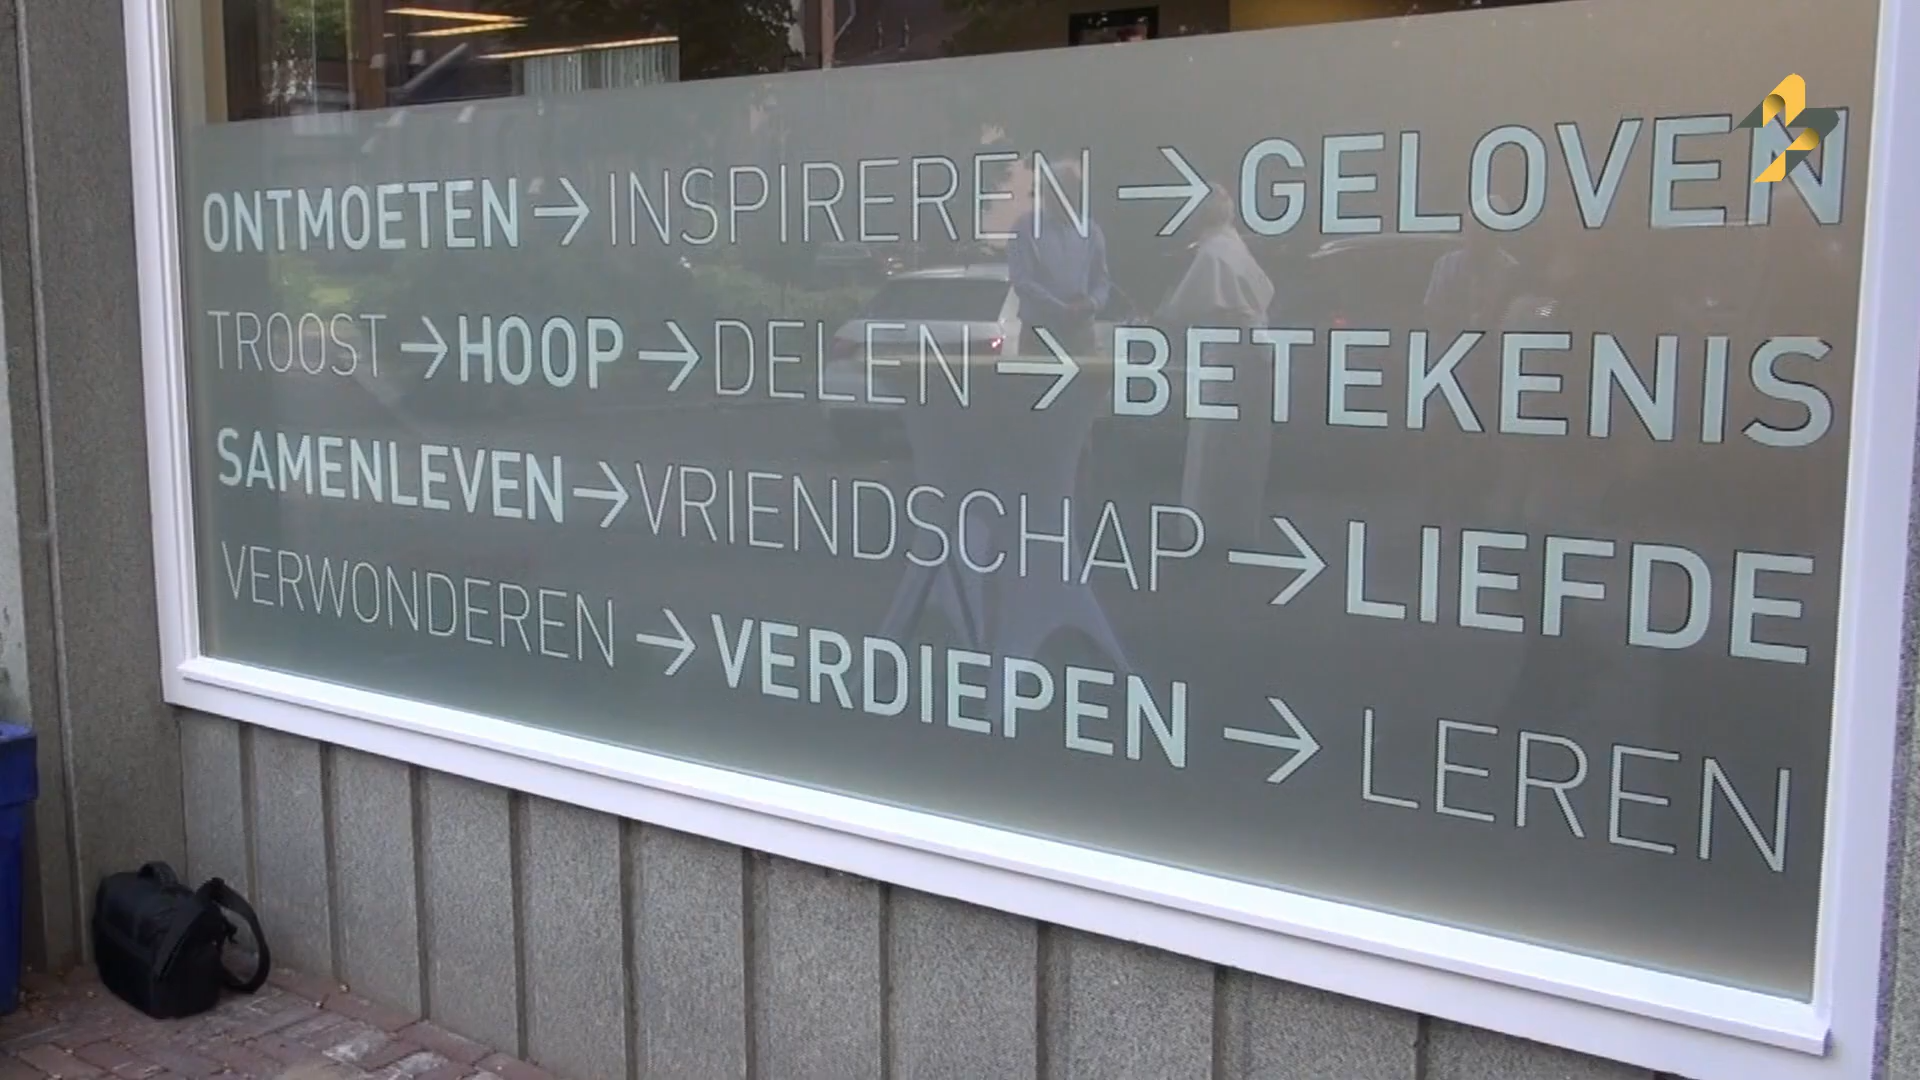 ONTMOETEN → INSPIREREN → GELOVEN
TROOST → HOOP → DELEN → BETEKENIS
SAMENLEVEN → VRIENDSCHAP → LIEFDE
VERWONDEREN → VERDIEPEN → LEREN